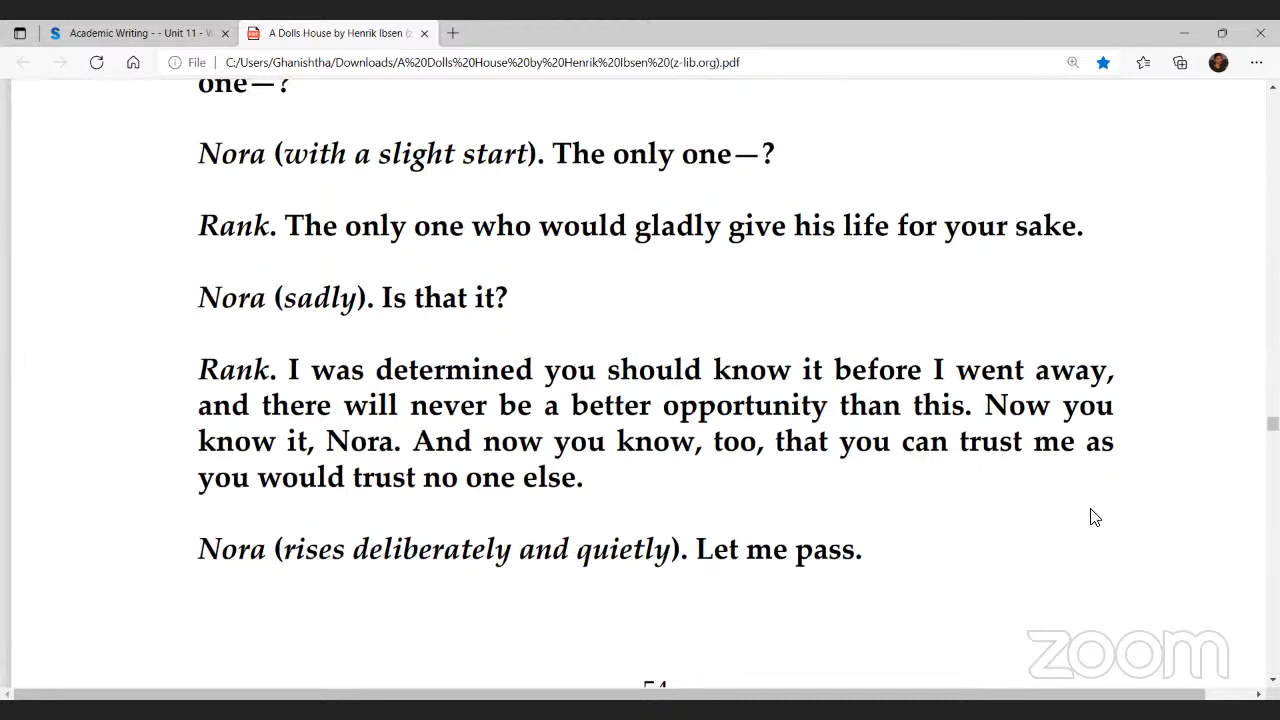 Academic Writing - - Unit 11 - W
A Dolls House by Henrik Ibsen (z
File
C:/Users/Ghanishtha/Downloads/A%20Dolls%20House%20by%20Henrik%20Ibsen%20(z-lib.org).pdf
one—?
Nora (with a slight start). The only one—?
Rank. The only one who would gladly give his life for your sake.
Nora (sadly). Is that it?
Rank. I was determined you should know it before I went away,
and there will never be a better opportunity than this. Now you
know it, Nora. And now you know, too, that you can trust me as
you would trust no one else.
Nora (rises deliberately and quietly). Let me pass.
zoom
54